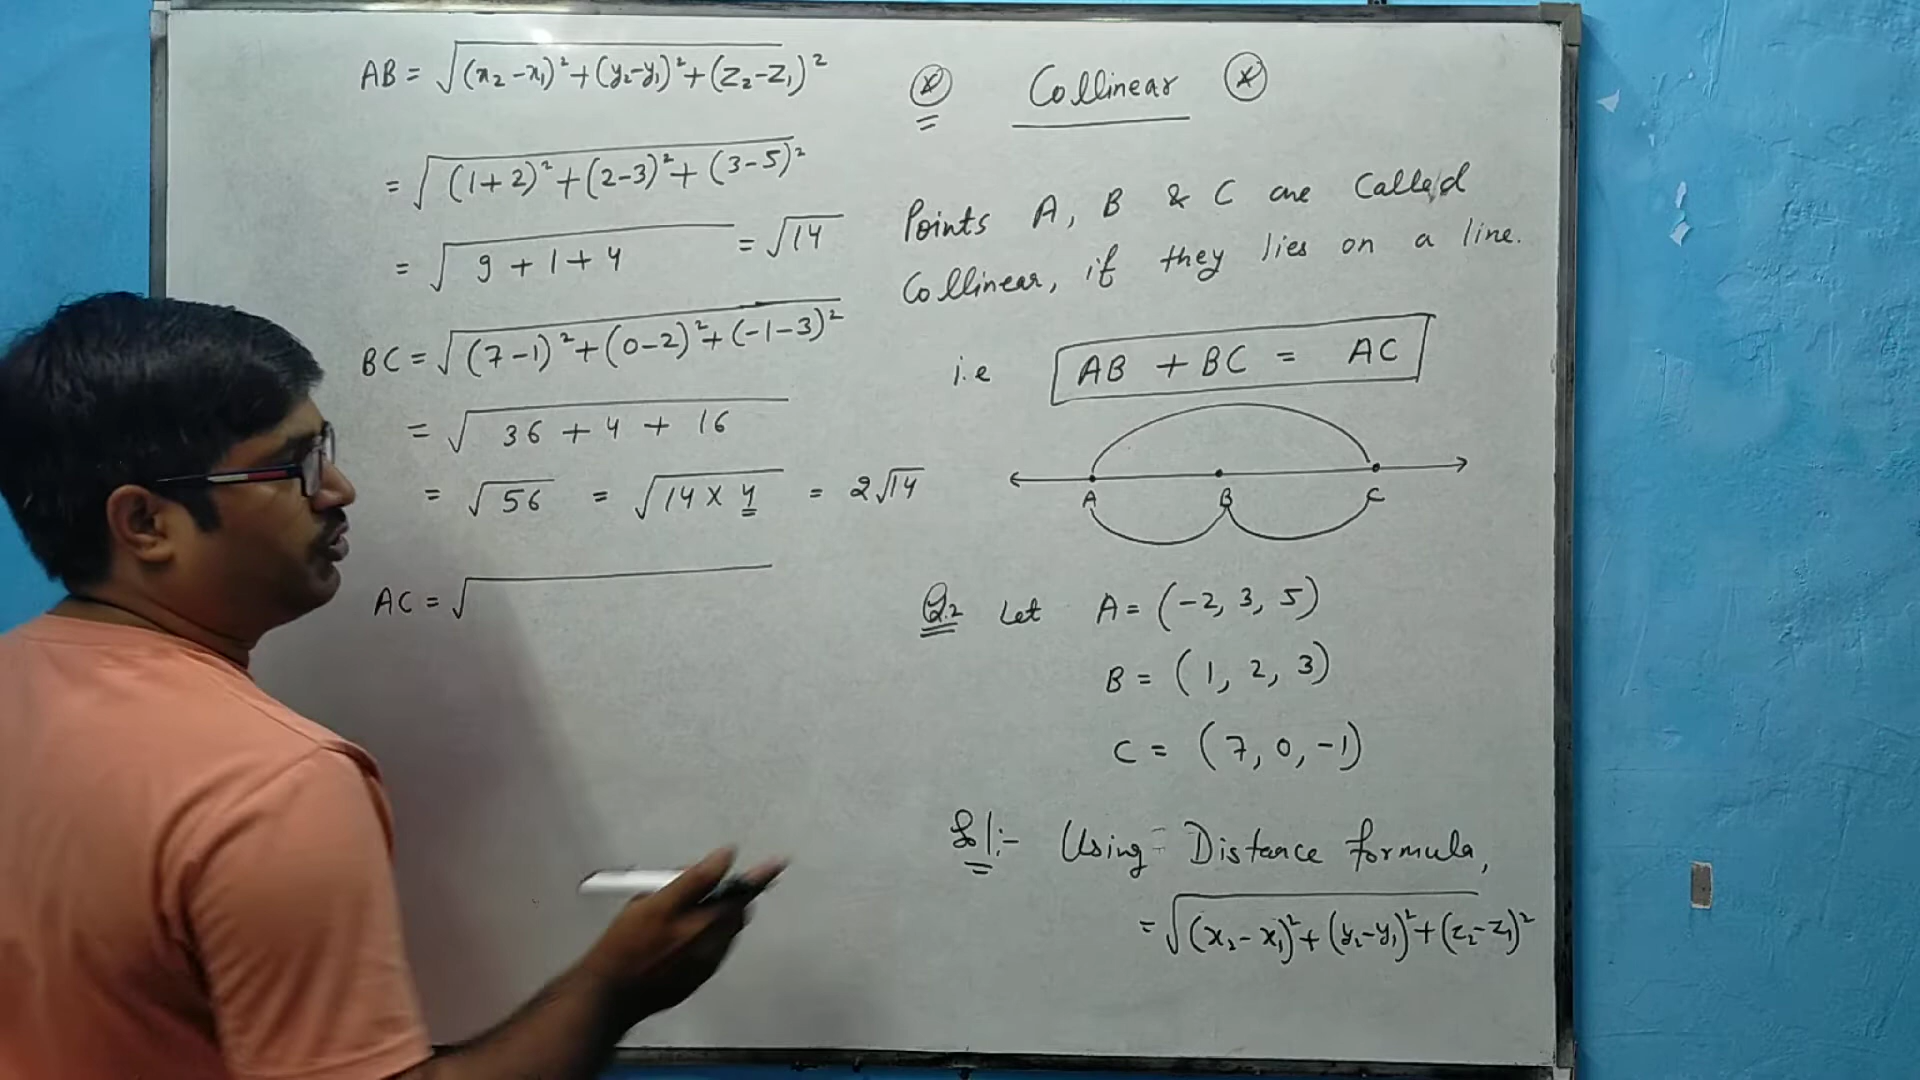 AB = √(x₂-x₁)²+(y₂-y₁)²+(z₂-z₁)²
= √(1+2)²+(2-3)²+(3-5)²
= √9+1+4 = √14
BC = √(7-1)²+(0-2)²+(-1-3)²
= √36+4+16
= √56 = √14×4 = 2√14
AC = √
Collinear
Points A, B & C are Called
Collinear, if they lies on a line.
i.e AB + BC = AC
A B C
Q.2 Let A = (-2, 3, 5)
B = (1, 2, 3)
C = (7, 0, -1)
Sol:- Using Distance formula,
= √(x₂-x₁)²+(y₂-y₁)²+(z₂-z₁)²